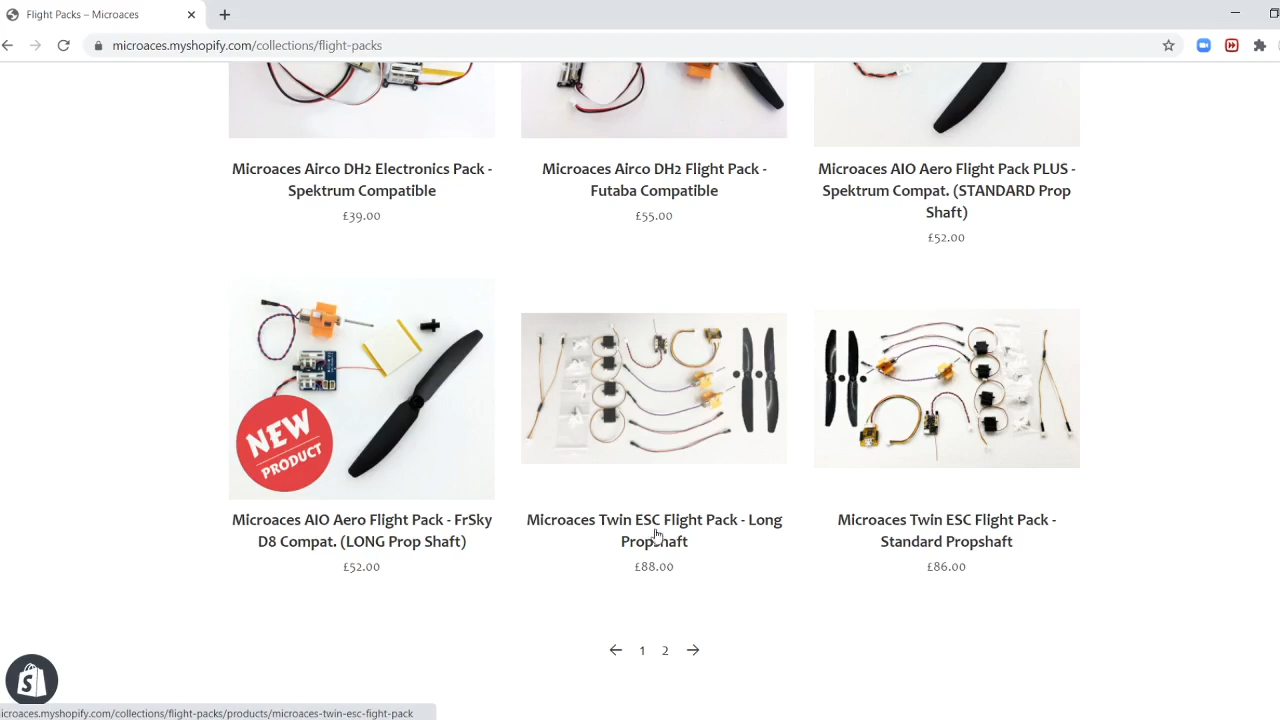 Flight Packs – Microaces
microaces.myshopify.com/collections/flight-packs
Microaces Airco DH2 Electronics Pack -
Spektrum Compatible
£39.00
Microaces Airco DH2 Flight Pack -
Futaba Compatible
£55.00
Microaces AIO Aero Flight Pack PLUS -
Spektrum Compat. (STANDARD Prop
Shaft)
£52.00
NEW
PRODUCT
Microaces AIO Aero Flight Pack - FrSky
D8 Compat. (LONG Prop Shaft)
£52.00
Microaces Twin ESC Flight Pack - Long
Propshaft
£88.00
Microaces Twin ESC Flight Pack -
Standard Propshaft
£86.00
1 2
icroaces.myshopify.com/collections/flight-packs/products/microaces-twin-esc-fight-pack